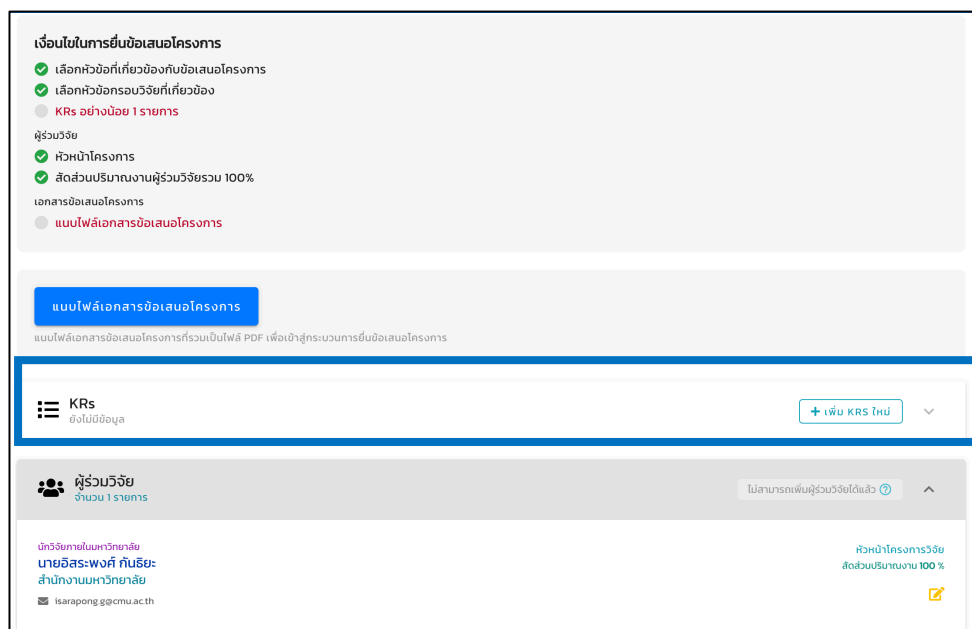 เงื่อนไขในการยื่นข้อเสนอโครงการ
เลือกหัวข้อที่เกี่ยวข้องกับข้อเสนอโครงการ
เลือกหัวข้อกรอบวิจัยที่เกี่ยวข้อง
KRs อย่างน้อย 1 รายการ
ผู้ร่วมวิจัย
หัวหน้าโครงการ
สัดส่วนปริมาณงานผู้ร่วมวิจัยรวม 100%
เอกสารข้อเสนอโครงการ
แนบไฟล์เอกสารข้อเสนอโครงการ
แนบไฟล์เอกสารข้อเสนอโครงการ
แนบไฟล์เอกสารข้อเสนอโครงการที่รวมเป็นไฟล์ PDF เพื่อเข้าสู่กระบวนการยื่นข้อเสนอโครงการ
KRs
ยังไม่มีข้อมูล
+ เพิ่ม KRS ใหม่
ผู้ร่วมวิจัย
จำนวน 1 รายการ
ไม่สามารถเพิ่มผู้ร่วมวิจัยได้แล้ว ?
นักวิจัยภายในมหาวิทยาลัย
นายอิสระพงศ์ กันธิยะ
สำนักงานมหาวิทยาลัย
isarapong.g@cmu.ac.th
หัวหน้าโครงการวิจัย
สัดส่วนปริมาณงาน 100 %